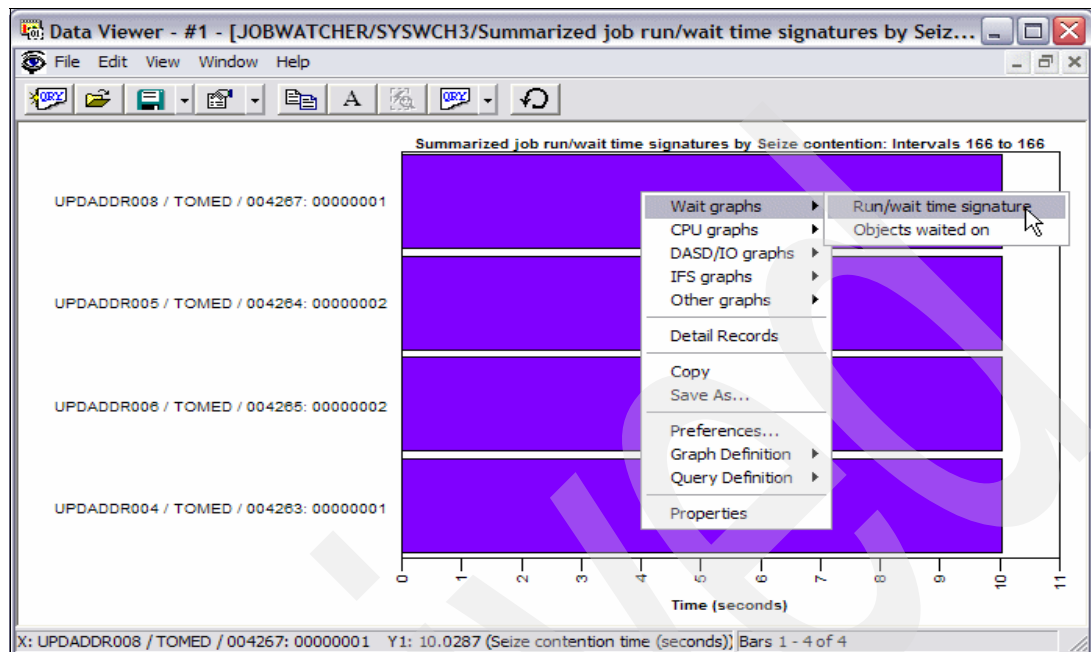 Data Viewer - #1 - [JOBWATCHER/SYSWCH3/Summarized job run/wait time signatures by Seiz...
File Edit View Window Help
QRY A QRY
Summarized job run/wait time signatures by Seize contention: Intervals 166 to 166
UPDADDR008 / TOMED / 004267: 00000001
UPDADDR005 / TOMED / 004264: 00000002
UPDADDR006 / TOMED / 004265: 00000002
UPDADDR004 / TOMED / 004263: 00000001
Wait graphs
CPU graphs
DASD/IO graphs
IFS graphs
Other graphs
Detail Records
Copy
Save As...
Preferences...
Graph Definition
Query Definition
Properties
Run/wait time signature
Objects waited on
0 1 2 3 4 5 6 7 8 9 10 11
Time (seconds)
X: UPDADDR008 / TOMED / 004267: 00000001 Y1: 10.0287 (Seize contention time (seconds)) Bars 1 - 4 of 4